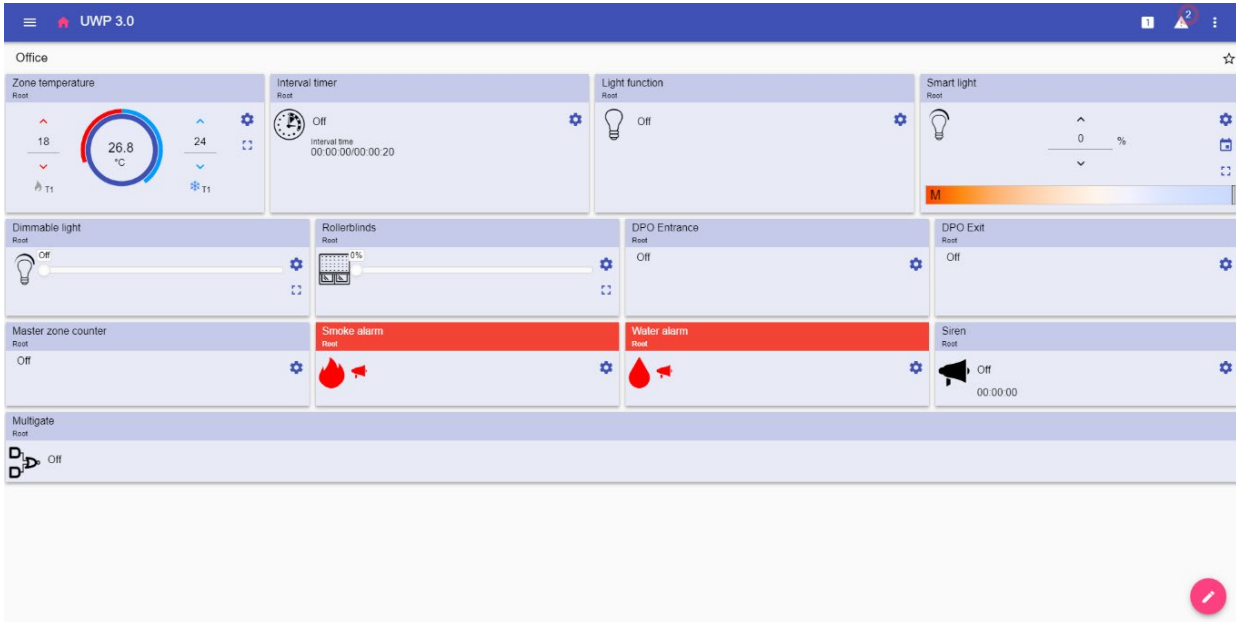 UWP 3.0
1
2
Office
Zone temperature
Root
18
26.8
°C
24
T1
T1
Interval timer
Root
Off
Interval time
00:00:00/00:00:20
Light function
Root
Off
Smart light
Root
0
%
M
Dimmable light
Root
Off
Rollerblinds
Root
0%
DPO Entrance
Root
Off
DPO Exit
Root
Off
Master zone counter
Root
Off
Smoke alarm
Root
Water alarm
Root
Siren
Root
Off
00:00:00
Multigate
Root
Off